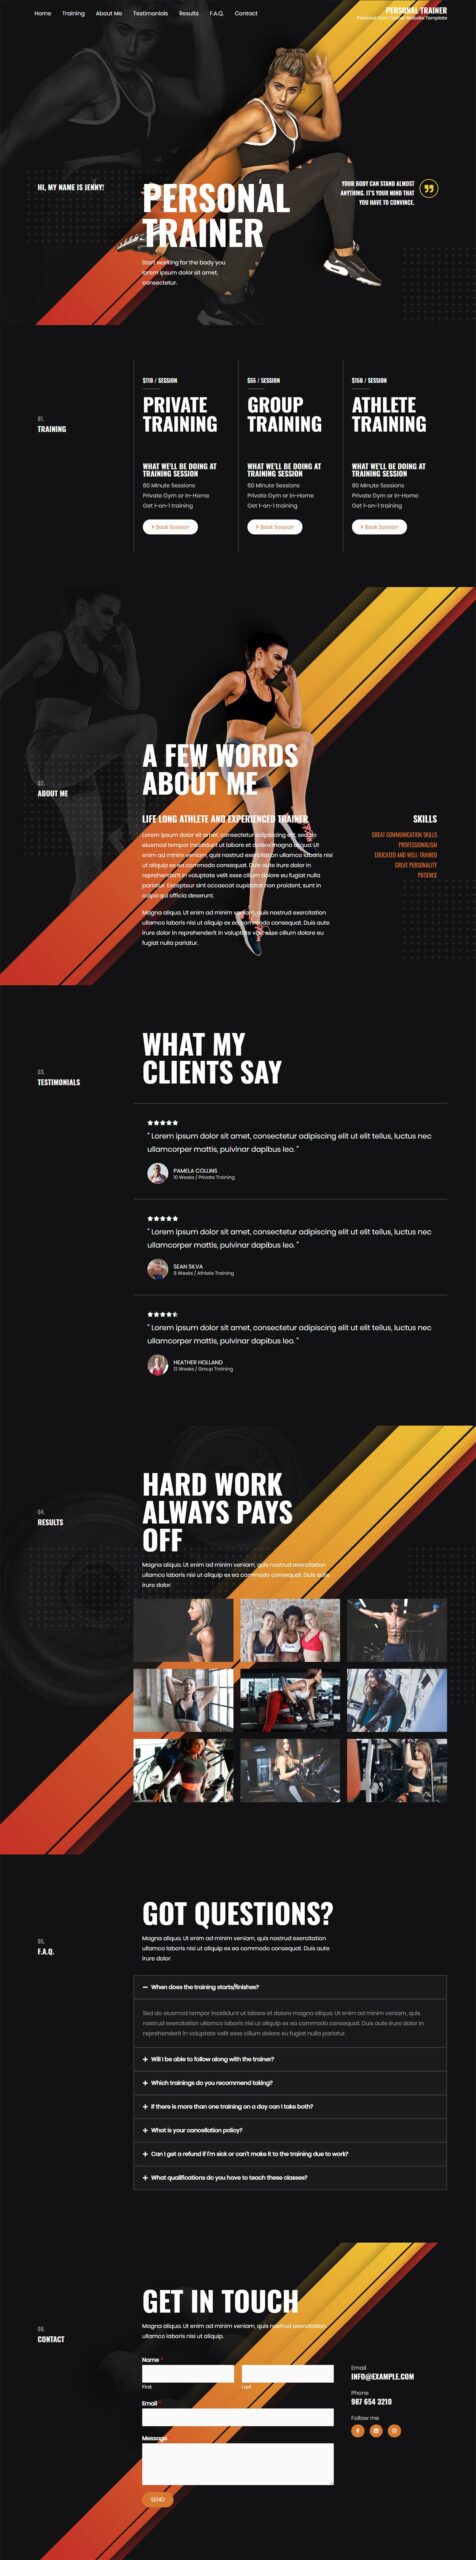 Home Training About Me Testimonials Results F.A.Q. Contact
PERSONAL TRAINER
Personal Gym Trainer Website Template
HI, MY NAME IS JENNY!
PERSONAL
TRAINER
Start working for the body you
lorem ipsum dolor sit amet,
consectetur.
YOUR BODY CAN STAND ALMOST
ANYTHING. IT'S YOUR MIND THAT
YOU HAVE TO CONVINCE.
01.
TRAINING
$110 / SESSION
PRIVATE
TRAINING
WHAT WE'LL BE DOING AT
TRAINING SESSION
60 Minute Sessions
Private Gym or In-Home
Get 1-on-1 training
Book Session
$55 / SESSION
GROUP
TRAINING
WHAT WE'LL BE DOING AT
TRAINING SESSION
60 Minute Sessions
Private Gym or In-Home
Get 1-on-1 training
Book Session
$150 / SESSION
ATHLETE
TRAINING
WHAT WE'LL BE DOING AT
TRAINING SESSION
60 Minute Sessions
Private Gym or In-Home
Get 1-on-1 training
Book Session
02.
ABOUT ME
A FEW WORDS
ABOUT ME
LIFE LONG ATHLETE AND EXPERIENCED TRAINER
Lorem ipsum dolor sit amet, consectetur adipiscing elit, sed do
eiusmod tempor incididunt ut labore et dolore magna aliqua. Ut
enim ad minim veniam, quis nostrud exercitation ullamco laboris nisi
ut aliquip ex ea commodo consequat. Duis aute irure dolor in
reprehenderit in voluptate velit esse cillum dolore eu fugiat nulla
pariatur. Excepteur sint occaecat cupidatat non proident, sunt in
culpa qui officia deserunt.
Magna aliqua. Ut enim ad minim veniam, quis nostrud exercitation
ullamco laboris nisi ut aliquip ex ea commodo consequat. Duis aute
irure dolor in reprehenderit in voluptate velit esse cillum dolore eu
fugiat nulla pariatur.
SKILLS
GREAT COMMUNICATION SKILLS
PROFESSIONALISM
EDUCATED AND WELL-TRAINED
GREAT PERSONALITY
PATIENCE
03.
TESTIMONIALS
WHAT MY
CLIENTS SAY
" Lorem ipsum dolor sit amet, consectetur adipiscing elit ut elit tellus, luctus nec
ullamcorper mattis, pulvinar dapibus leo. "
PAMELA COLLINS
10 Weeks / Private Training
" Lorem ipsum dolor sit amet, consectetur adipiscing elit ut elit tellus, luctus nec
ullamcorper mattis, pulvinar dapibus leo. "
SEAN SILVA
8 Weeks / Athlete Training
" Lorem ipsum dolor sit amet, consectetur adipiscing elit ut elit tellus, luctus nec
ullamcorper mattis, pulvinar dapibus leo. "
HEATHER HOLLAND
12 Weeks / Group Training
04.
RESULTS
HARD WORK
ALWAYS PAYS
OFF
Magna aliqua. Ut enim ad minim veniam, quis nostrud exercitation
ullamco laboris nisi ut aliquip ex ea commodo consequat. Duis aute
irure dolor.
05.
F.A.Q.
GOT QUESTIONS?
Magna aliqua. Ut enim ad minim veniam, quis nostrud exercitation
ullamco laboris nisi ut aliquip ex ea commodo consequat. Duis aute
irure dolor.
When does the training starts/finishes?
Sed do eiusmod tempor incididunt ut labore et dolore magna aliqua. Ut enim ad minim veniam, quis
nostrud exercitation ullamco laboris nisi ut aliquip ex ea commodo consequat. Duis aute irure dolor in
reprehenderit in voluptate velit esse cillum dolore eu fugiat nulla pariatur.
Will I be able to follow along with the trainer?
Which trainings do you recommend taking?
If there is more than one training on a day can I take both?
What is your cancellation policy?
Can I get a refund if I'm sick or can't make it to the training due to work?
What qualifications do you have to teach these classes?
06.
CONTACT
GET IN TOUCH
Magna aliqua. Ut enim ad minim veniam, quis nostrud exercitation
ullamco laboris nisi ut aliquip.
Name *
First Last
Email *
Message
SEND
Email
INFO@EXAMPLE.COM
Phone
987 654 3210
Follow me